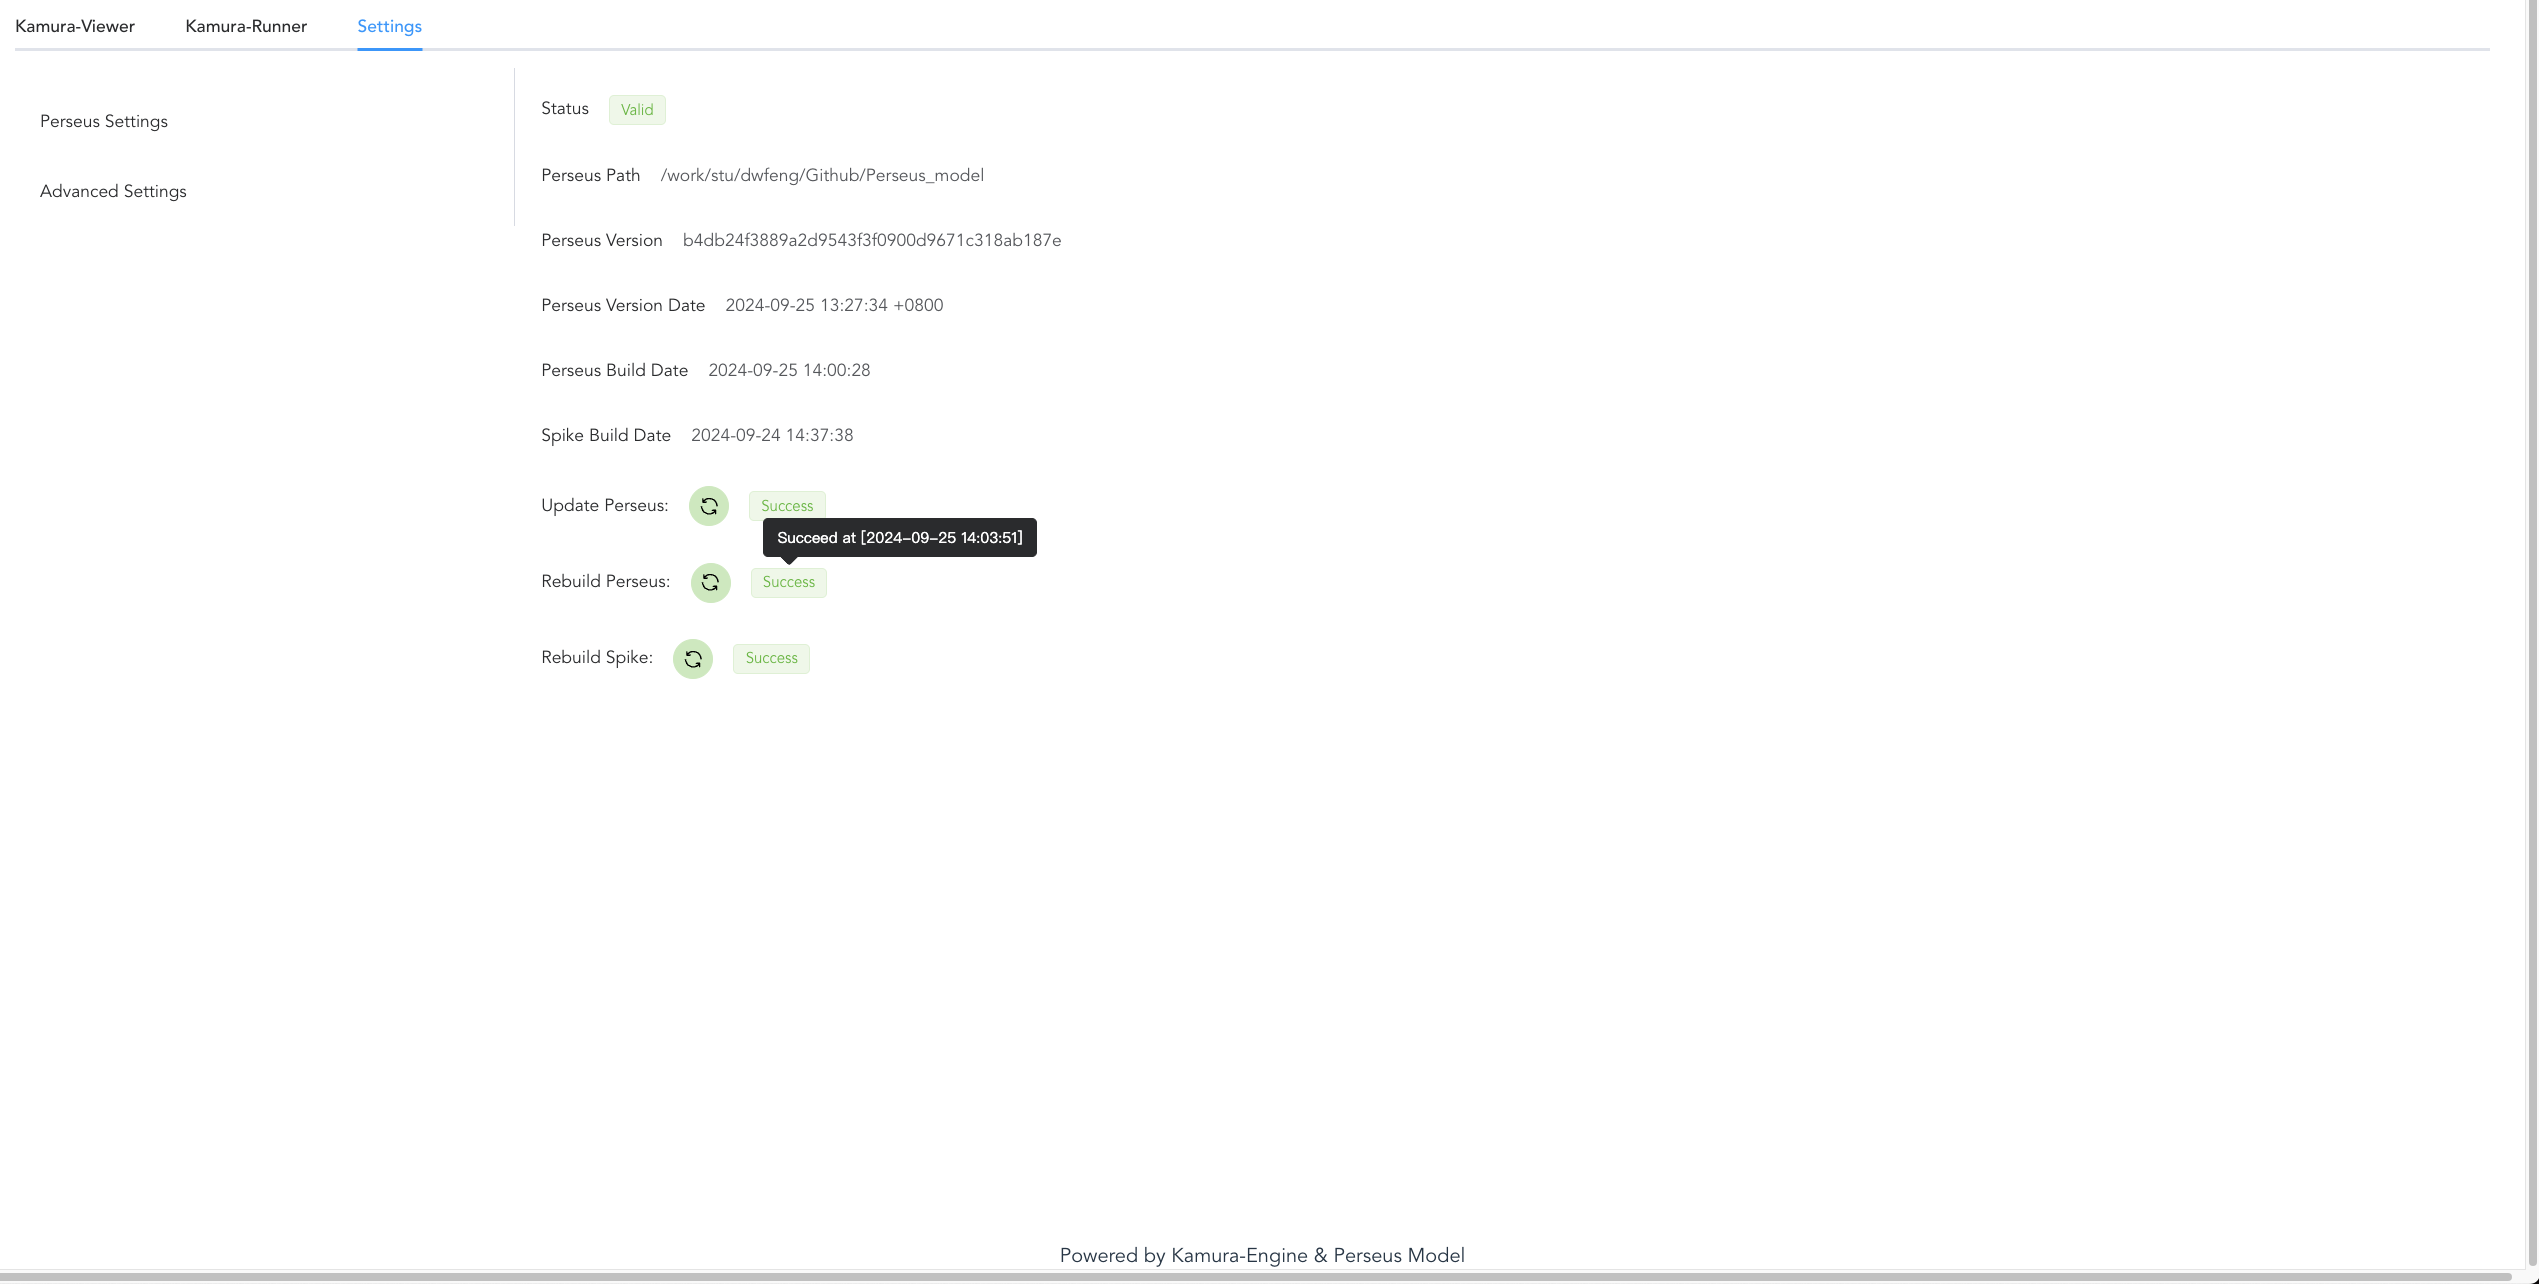 Kamura-Viewer Kamura-Runner Settings
Perseus Settings
Advanced Settings
Status Valid
Perseus Path /work/stu/dwfeng/Github/Perseus_model
Perseus Version b4db24f3889a2d9543f3f0900d9671c318ab187e
Perseus Version Date 2024-09-25 13:27:34 +0800
Perseus Build Date 2024-09-25 14:00:28
Spike Build Date 2024-09-24 14:37:38
Update Perseus: Success
Succeed at [2024-09-25 14:03:51]
Rebuild Perseus: Success
Rebuild Spike: Success
Powered by Kamura-Engine & Perseus Model